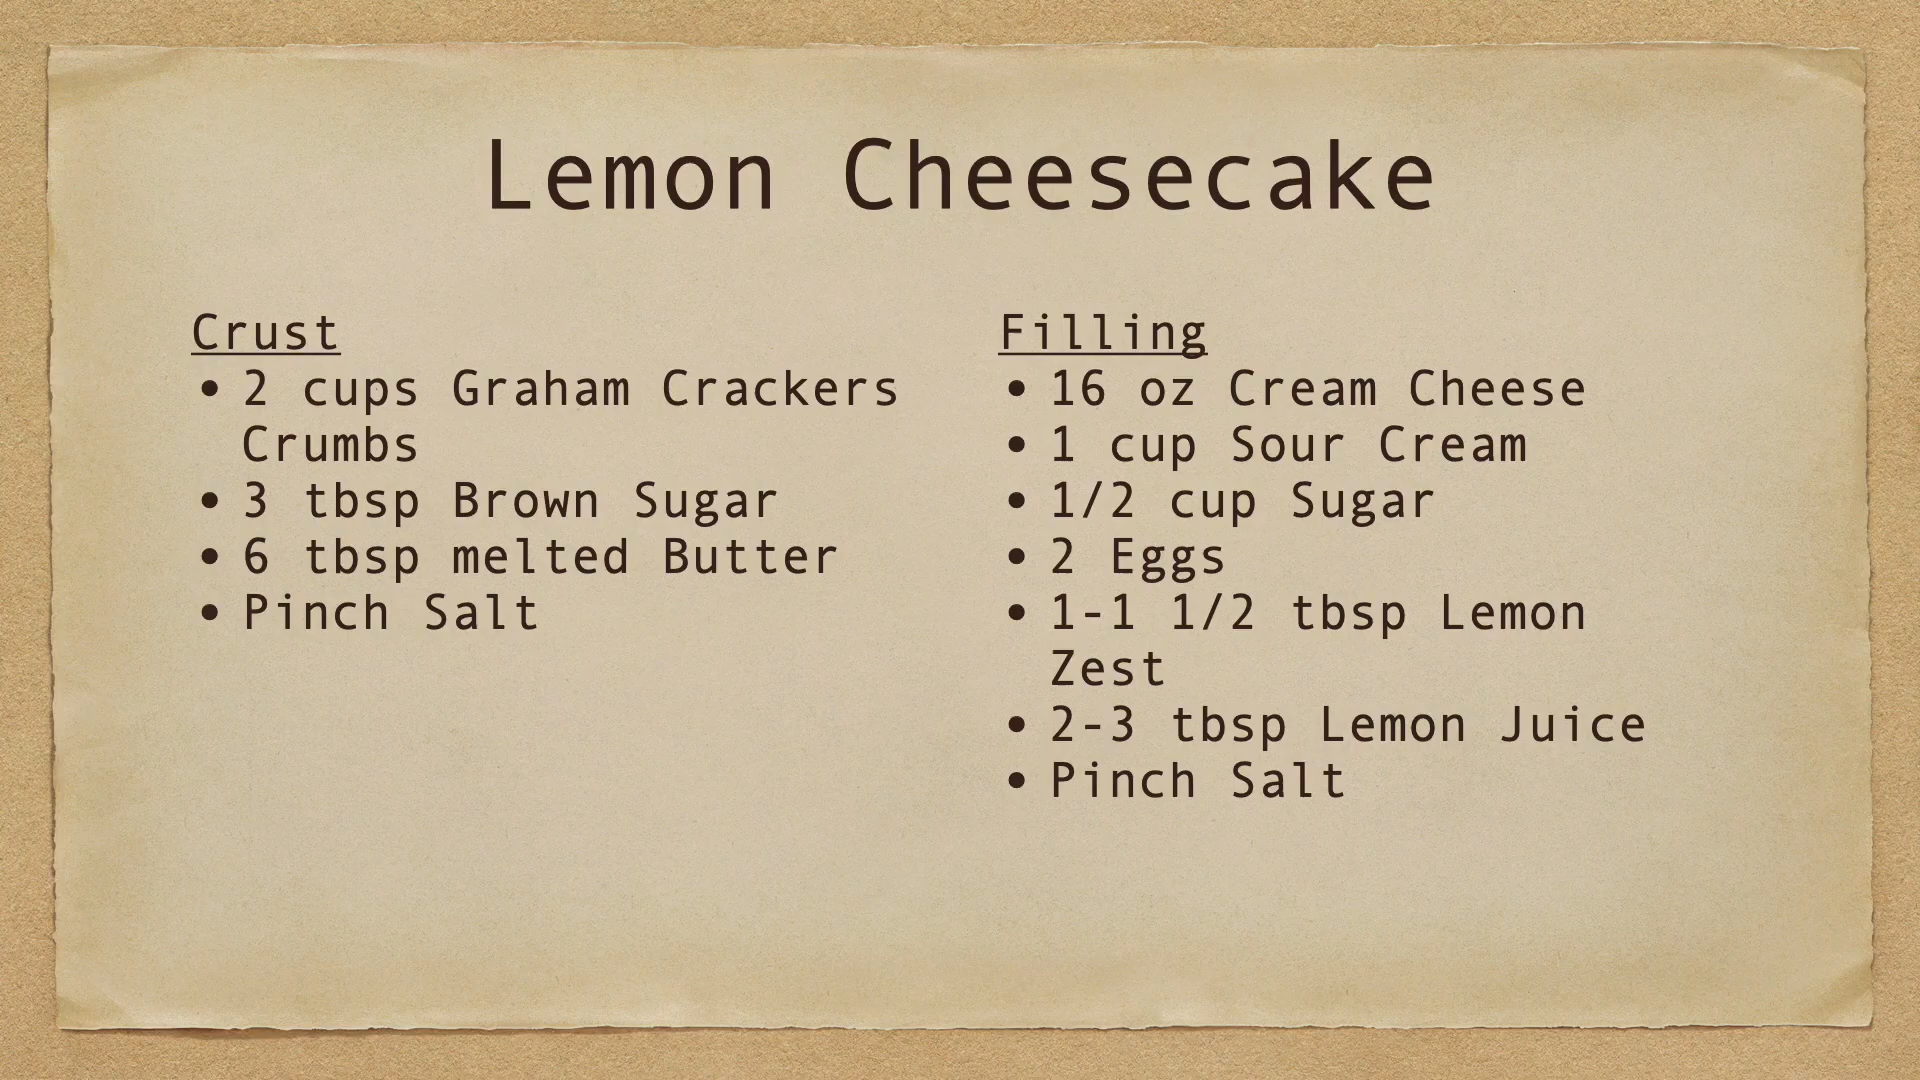 Lemon Cheesecake
Crust
• 2 cups Graham Crackers
Crumbs
• 3 tbsp Brown Sugar
• 6 tbsp melted Butter
• Pinch Salt
Filling
• 16 oz Cream Cheese
• 1 cup Sour Cream
• 1/2 cup Sugar
• 2 Eggs
• 1-1 1/2 tbsp Lemon
Zest
• 2-3 tbsp Lemon Juice
• Pinch Salt